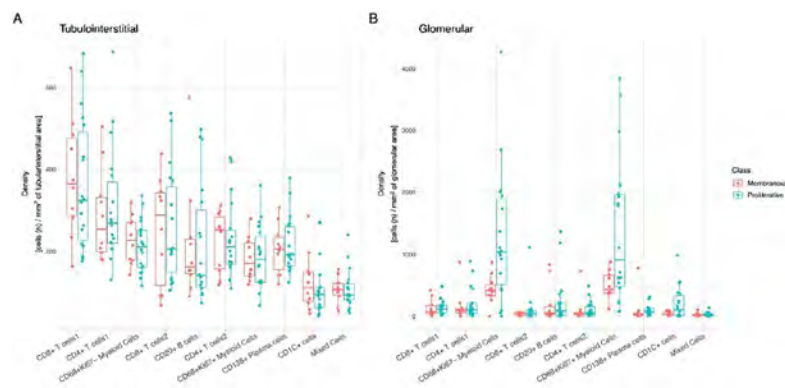 A
Tubulointerstitial
B
Glomerular
Density
[cells (n) / mm² of tubulointerstitial area]
600
400
200
CD8+ T cells1
CD4+ T cells1
CD68+Ki67− Myeloid Cells
CD8+ T cells2
CD20+ B cells
CD4+ T cells2
CD68+Ki67+ Myeloid Cells
CD138+ Plasma cells
CD1C+ cells
Mixed Cells
Density
[cells (n) / mm² of glomerular area]
4000
3000
2000
1000
0
CD8+ T cells1
CD4+ T cells1
CD68+Ki67− Myeloid Cells
CD8+ T cells2
CD20+ B cells
CD4+ T cells2
CD68+Ki67+ Myeloid Cells
CD138+ Plasma cells
CD1C+ cells
Mixed Cells
Class
Membranous
Proliferative